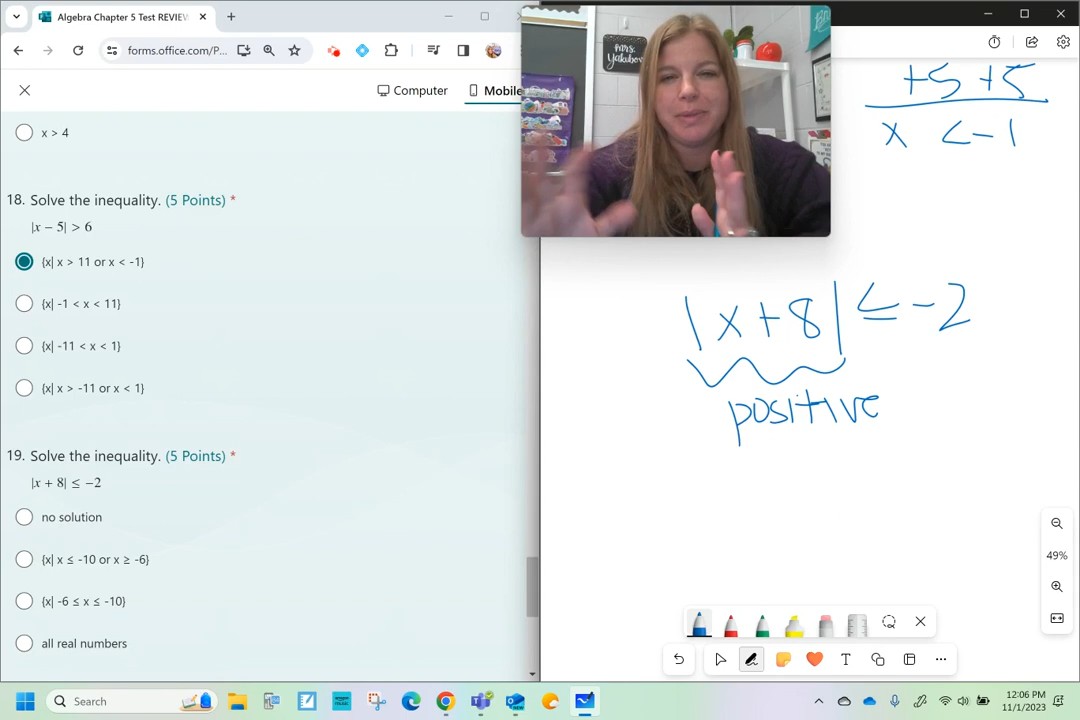 Algebra Chapter 5 Test REVIEW
forms.office.com/P...
Computer
Mobile
x > 4
18. Solve the inequality. (5 Points) *
|x − 5| > 6
{x| x > 11 or x < -1}
{x| -1 < x < 11}
{x| -11 < x < 1}
{x| x > -11 or x < 1}
19. Solve the inequality. (5 Points) *
|x + 8| ≤ −2
no solution
{x| x ≤ -10 or x ≥ -6}
{x| -6 ≤ x ≤ -10}
all real numbers
Mrs.
Yakubov
+5 +5
x < -1
|x+8| ≤ -2
positive
49%
Search
12:06 PM
11/1/2023